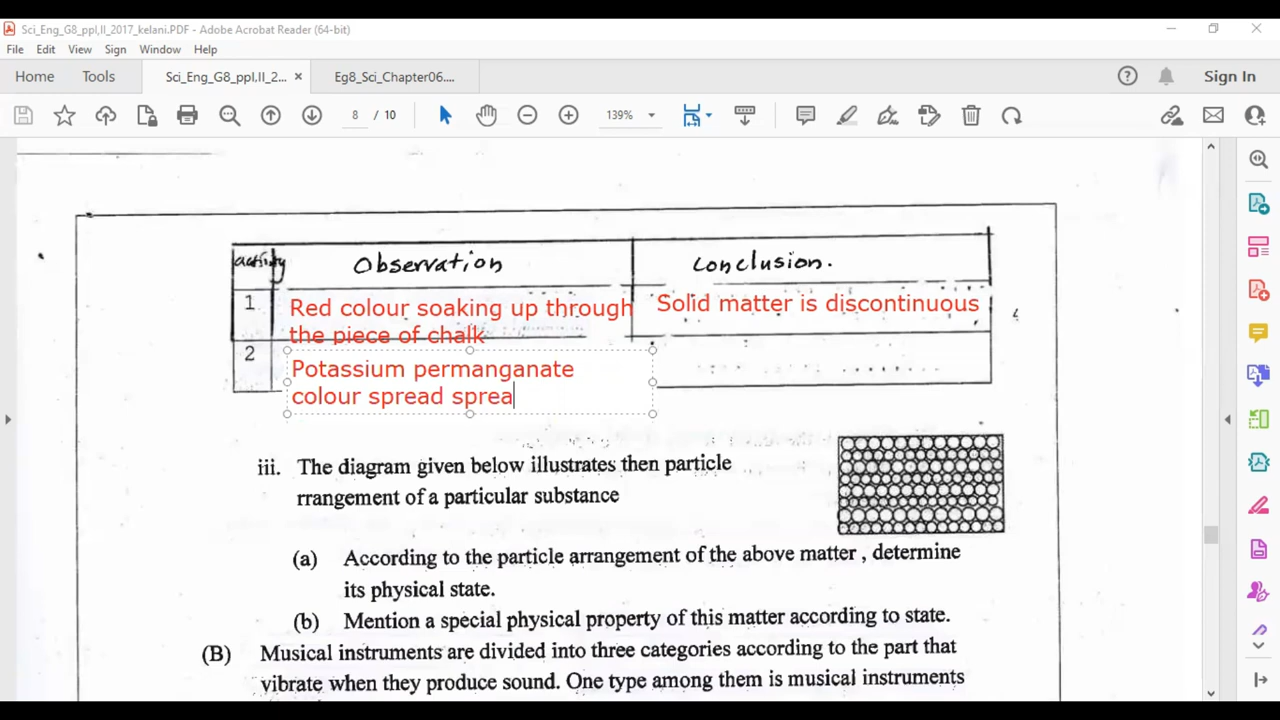 Sci_Eng_G8_ppl,II_2017_kelani.PDF - Adobe Acrobat Reader (64-bit)
File Edit View Sign Window Help
Home Tools Sci_Eng_G8_ppl,II_2... × Eg8_Sci_Chapter06.... Sign In
8 / 10 139%
activity Observation Conclusion.
1 Red colour soaking up through Solid matter is discontinuous
the piece of chalk
2 Potassium permanganate
colour spread sprea
iii. The diagram given below illustrates then particle
rrangement of a particular substance
(a) According to the particle arrangement of the above matter , determine
its physical state.
(b) Mention a special physical property of this matter according to state.
(B) Musical instruments are divided into three categories according to the part that
vibrate when they produce sound. One type among them is musical instruments